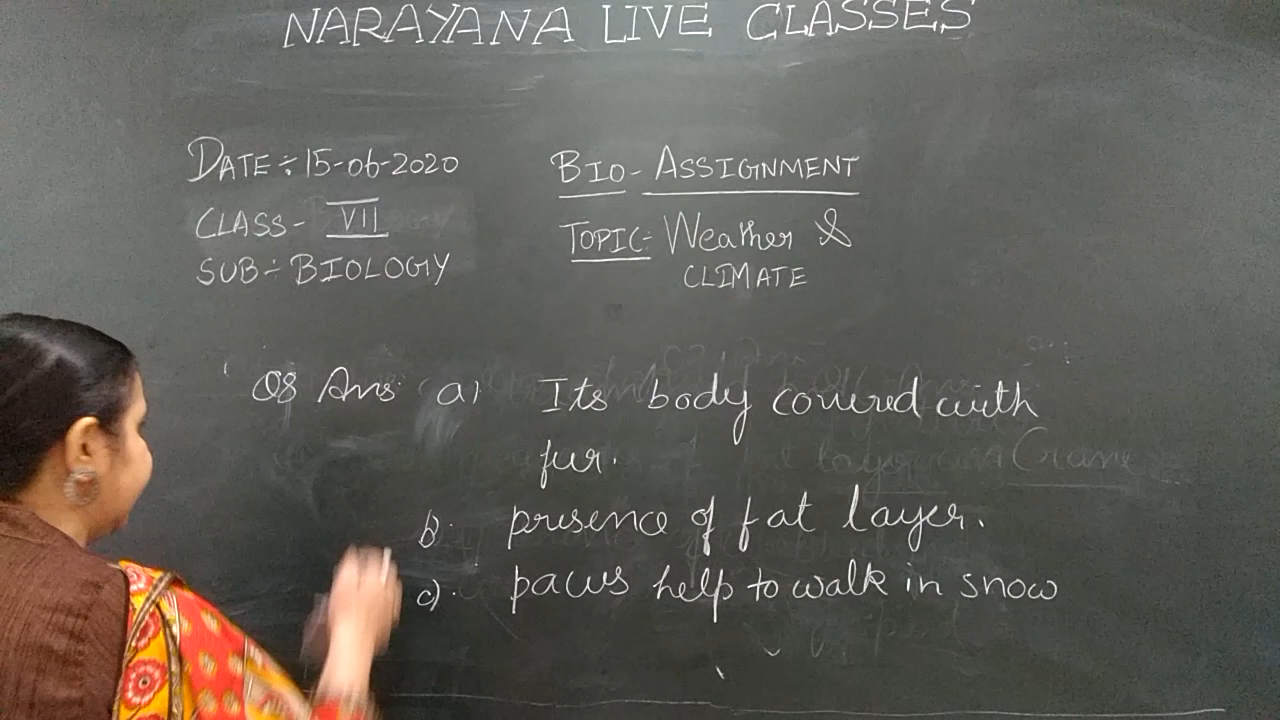 NARAYANA LIVE CLASSES
DATE:15-06-2020
CLASS- VII
SUB:- BIOLOGY
BIO-ASSIGNMENT
TOPIC:- Weather &
CLIMATE
Q8 Ans. (a) Its body covered with
fur.
b. presence of fat layer.
c). paws help to walk in snow